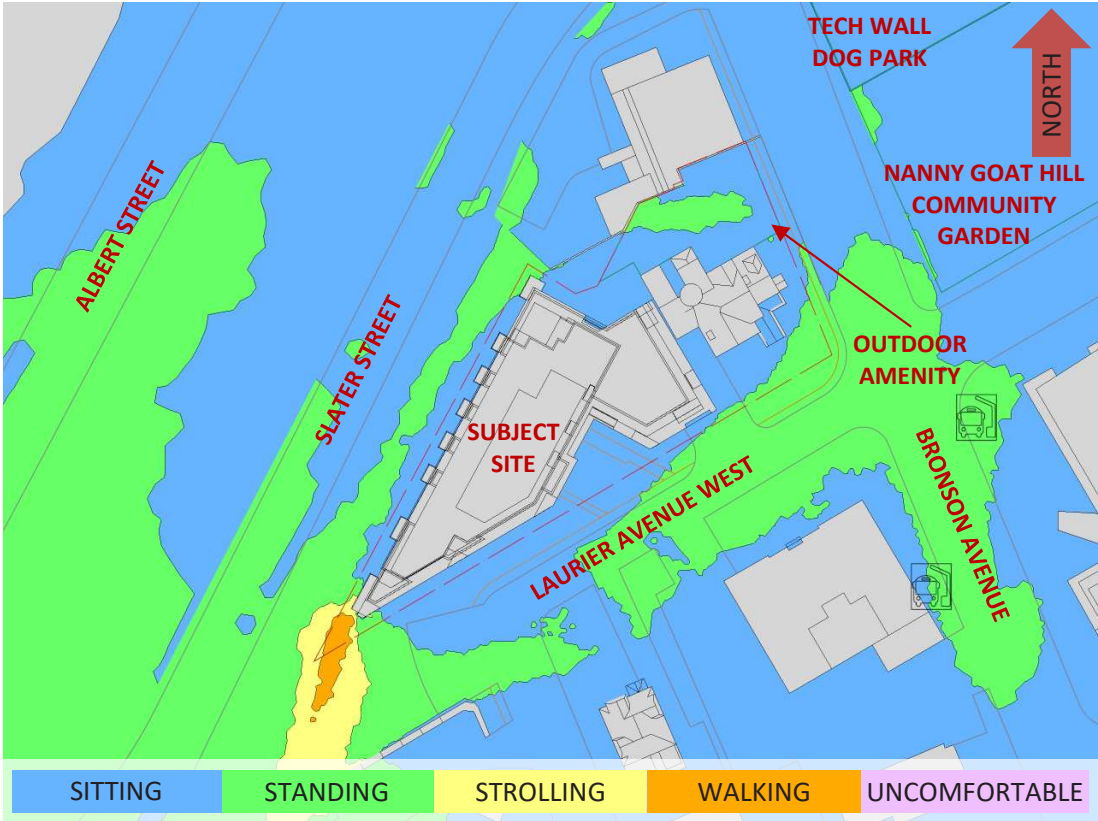 TECH WALL
DOG PARK
NORTH
NANNY GOAT HILL
COMMUNITY
GARDEN
ALBERT STREET
SLATER STREET
OUTDOOR
AMENITY
SUBJECT
SITE
LAURIER AVENUE WEST
BRONSON AVENUE
SITTING
STANDING
STROLLING
WALKING
UNCOMFORTABLE